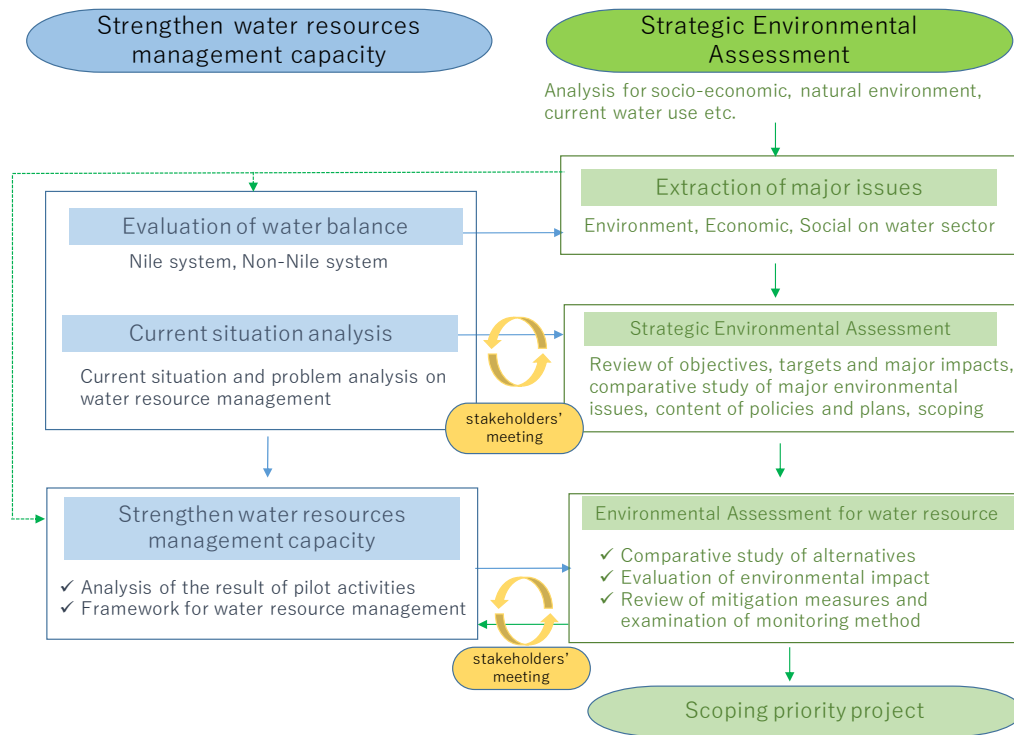 Strengthen water resources
management capacity
Strategic Environmental
Assessment
Analysis for socio-economic, natural environment,
current water use etc.
Extraction of major issues
Environment, Economic, Social on water sector
Evaluation of water balance
Nile system, Non-Nile system
Current situation analysis
Current situation and problem analysis on
water resource management
Strategic Environmental Assessment
Review of objectives, targets and major impacts,
comparative study of major environmental
issues, content of policies and plans, scoping
stakeholders'
meeting
Strengthen water resources
management capacity
✓ Analysis of the result of pilot activities
✓ Framework for water resource management
Environmental Assessment for water resource
✓ Comparative study of alternatives
✓ Evaluation of environmental impact
✓ Review of mitigation measures and
examination of monitoring method
stakeholders'
meeting
Scoping priority project